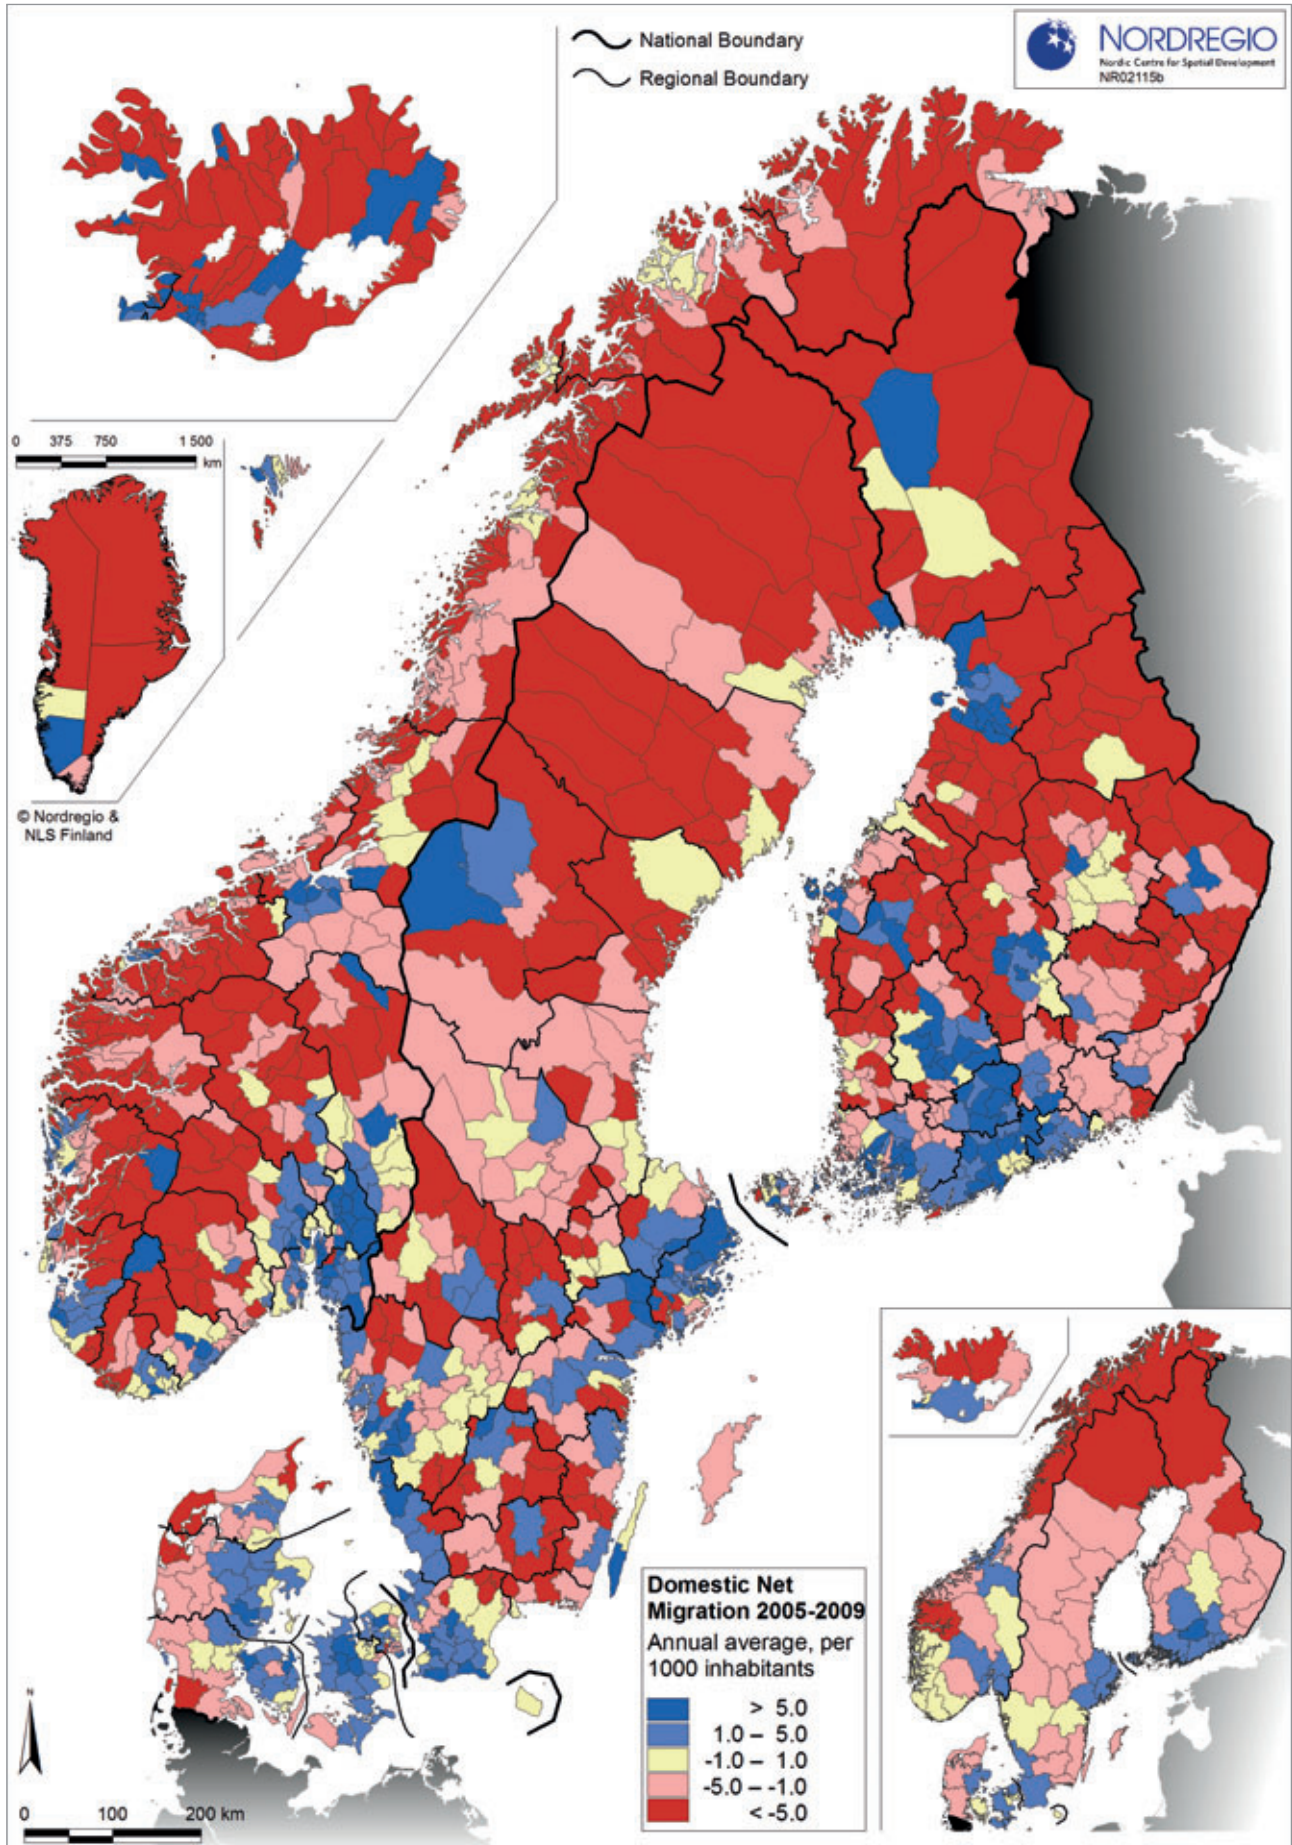 National Boundary
Regional Boundary
NORDREGIO
Nordic Centre for Spatial Development
NR02115b
0 375 750 1 500
km
© Nordregio &
NLS Finland
Domestic Net
Migration 2005-2009
Annual average, per
1000 inhabitants
> 5.0
1.0 – 5.0
-1.0 – 1.0
-5.0 – -1.0
< -5.0
N
0 100 200 km